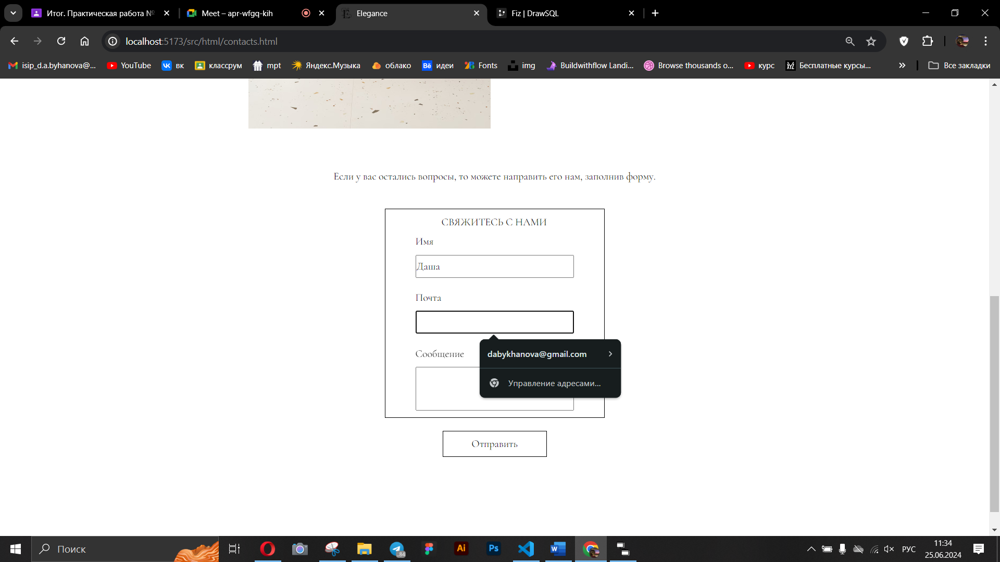 Итог. Практическая работа №
Meet – apr-wfgq-kih
Elegance
Fiz | DrawSQL
localhost:5173/src/html/contacts.html
isip_d.a.byhanova@...
YouTube
вк
классрум
mpt
Яндекс.Музыка
облако
Bē идеи
Fonts
img
Buildwithflow Landi...
Browse thousands o...
курс
Бесплатные курсы...
Все закладки
Если у вас остались вопросы, то можете направить его нам, заполнив форму.
СВЯЖИТЕСЬ С НАМИ
Имя
Даша
Почта
dabykhanova@gmail.com
Сообщение
Управление адресами...
Отправить
Поиск
84
Ai
Ps
W
РУС
11:34
25.06.2024